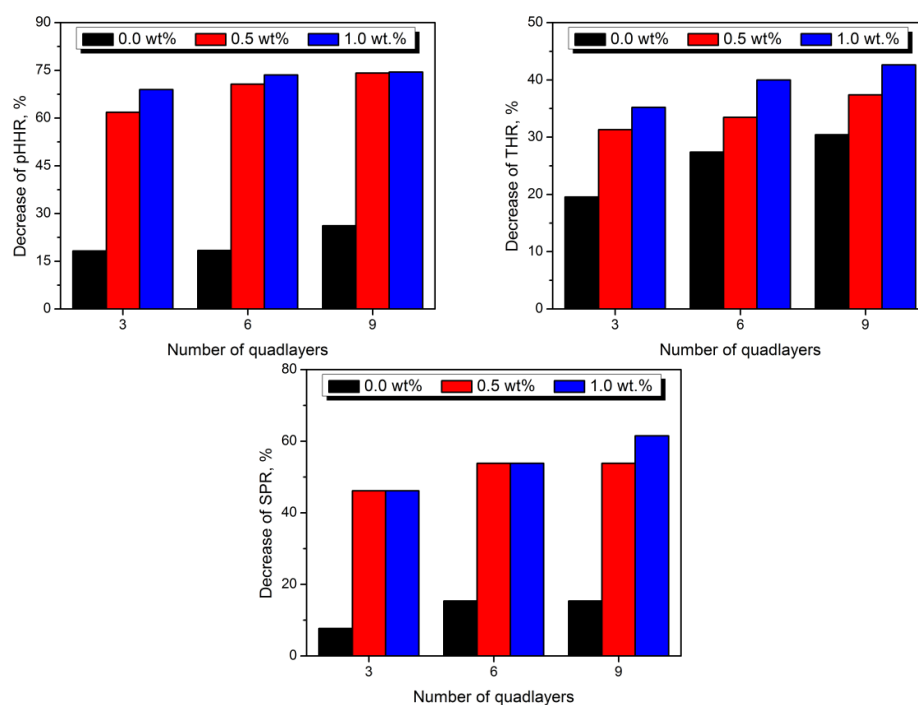 Decrease of pHHR, %
90
75
60
45
30
15
0
0.0 wt% 0.5 wt% 1.0 wt.%
3 6 9
Number of quadlayers
Decrease of THR, %
50
40
30
20
10
0
0.0 wt% 0.5 wt% 1.0 wt.%
3 6 9
Number of quadlayers
Decrease of SPR, %
80
60
40
20
0
0.0 wt% 0.5 wt% 1.0 wt.%
3 6 9
Number of quadlayers